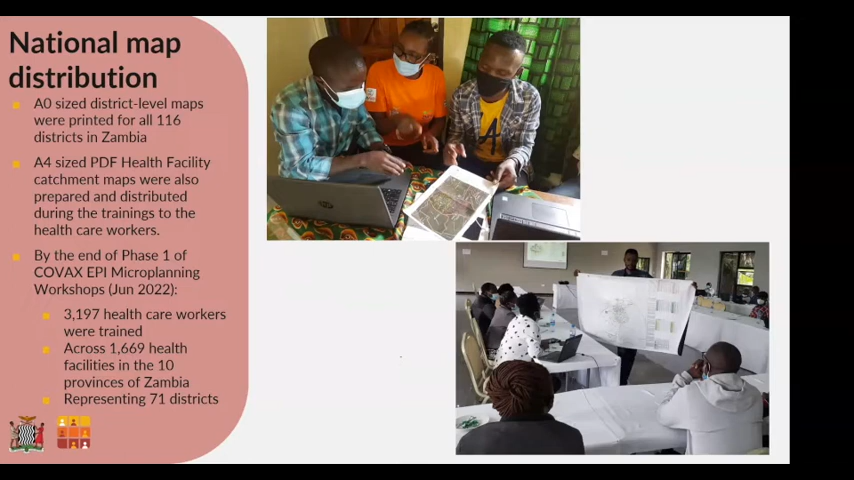 National map
distribution
A0 sized district-level maps
were printed for all 116
districts in Zambia
A4 sized PDF Health Facility
catchment maps were also
prepared and distributed
during the trainings to the
health care workers.
By the end of Phase 1 of
COVAX EPI Microplanning
Workshops (Jun 2022):
3,197 health care workers
were trained
Across 1,669 health
facilities in the 10
provinces of Zambia
Representing 71 districts